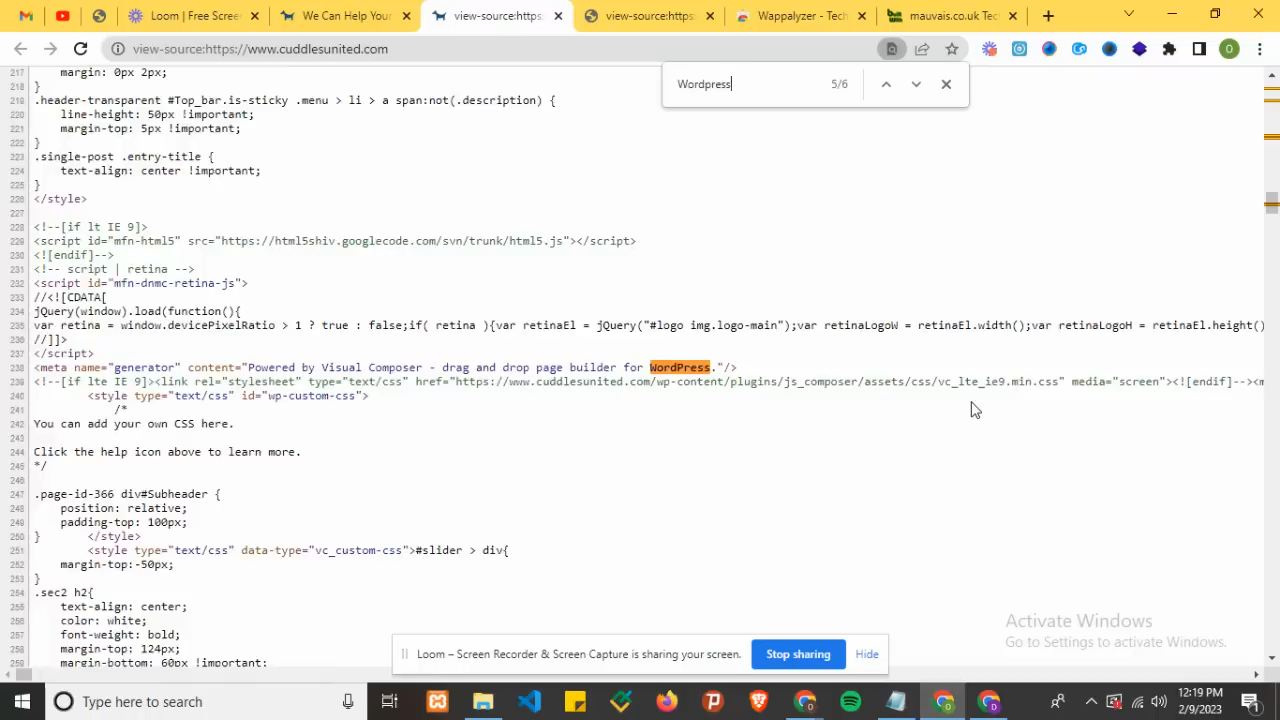 Loom | Free Screen
We Can Help Your
view-source:https:
view-source:https:
Wappalyzer - Tech
mauvais.co.uk Tec
view-source:https://www.cuddlesunited.com
O
Wordpress
5/6
217     margin: 0px 2px;
218 }
219 .header-transparent #Top_bar.is-sticky .menu > li > a span:not(.description) {
220     line-height: 50px !important;
221     margin-top: 5px !important;
222 }
223 .single-post .entry-title {
224     text-align: center !important;
225 }
226 </style>
227
228 <!--[if lt IE 9]>
229 <script id="mfn-html5" src="https://html5shiv.googlecode.com/svn/trunk/html5.js"></script>
230 <![endif]-->
231 <!-- script | retina -->
232 <script id="mfn-dnmc-retina-js">
233 //<![CDATA[
234 jQuery(window).load(function(){
235 var retina = window.devicePixelRatio > 1 ? true : false;if( retina ){var retinaEl = jQuery("#logo img.logo-main");var retinaLogoW = retinaEl.width();var retinaLogoH = retinaEl.height()
236 //]]>
237 </script>
238 <meta name="generator" content="Powered by Visual Composer - drag and drop page builder for WordPress."/>
239 <!--[if lte IE 9]><link rel="stylesheet" type="text/css" href="https://www.cuddlesunited.com/wp-content/plugins/js_composer/assets/css/vc_lte_ie9.min.css" media="screen"><![endif]--><m
240         <style type="text/css" id="wp-custom-css">
241             /*
242 You can add your own CSS here.
243
244 Click the help icon above to learn more.
245 */
246
247 .page-id-366 div#Subheader {
248     position: relative;
249     padding-top: 100px;
250 }       </style>
251         <style type="text/css" data-type="vc_custom-css">#slider > div{
252     margin-top:-50px;
253 }
254 .sec2 h2{
255     text-align: center;
256     color: white;
257     font-weight: bold;
258     margin-top: 124px;
259     margin-bottom: 60px !important;
Activate Windows
Go to Settings to activate Windows.
Loom – Screen Recorder & Screen Capture is sharing your screen.
Stop sharing
Hide
Type here to search
12:19 PM
2/9/2023
1